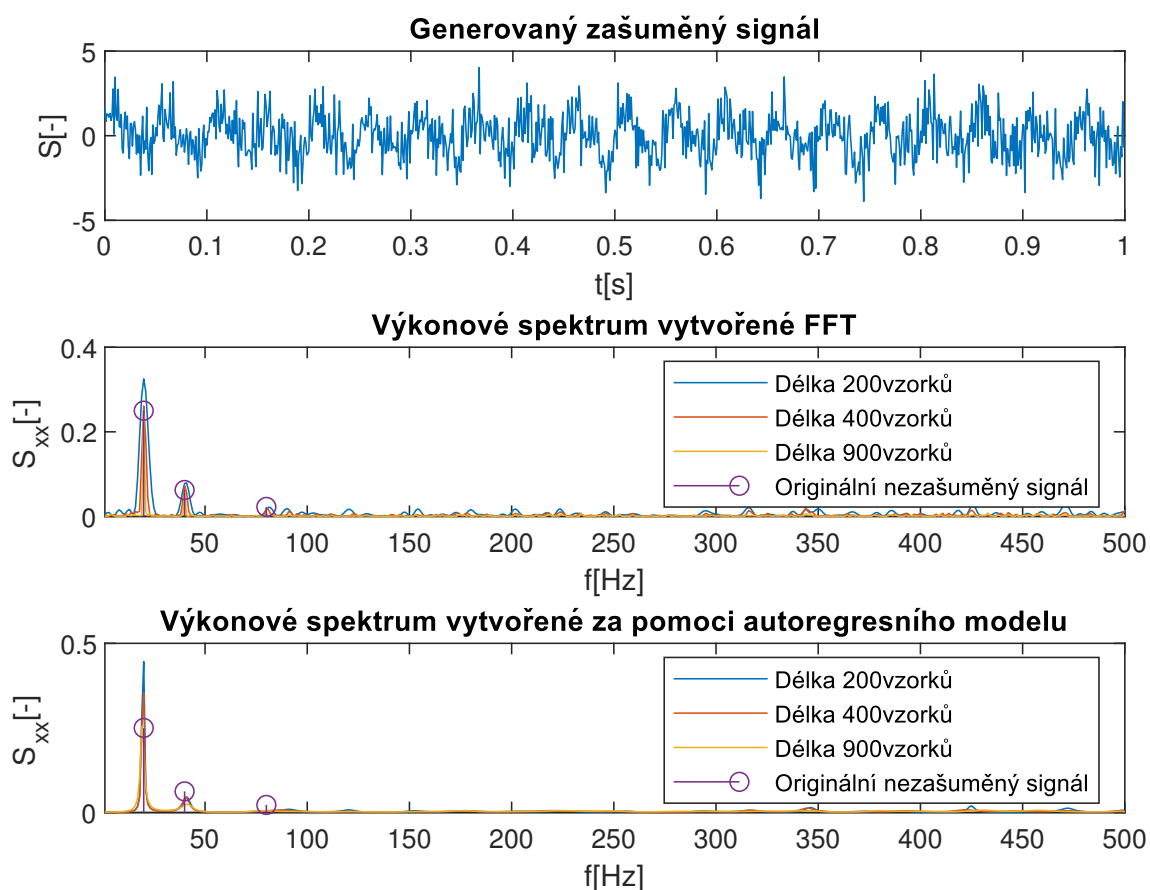 Generovaný zašuměný signál
5
0
-5
S[-]
0 0.1 0.2 0.3 0.4 0.5 0.6 0.7 0.8 0.9 1
t[s]
Výkonové spektrum vytvořené FFT
0.4
0.2
0
S_xx[-]
Délka 200vzorků
Délka 400vzorků
Délka 900vzorků
Originální nezašuměný signál
50 100 150 200 250 300 350 400 450 500
f[Hz]
Výkonové spektrum vytvořené za pomoci autoregresního modelu
0.5
0
S_xx[-]
Délka 200vzorků
Délka 400vzorků
Délka 900vzorků
Originální nezašuměný signál
50 100 150 200 250 300 350 400 450 500
f[Hz]